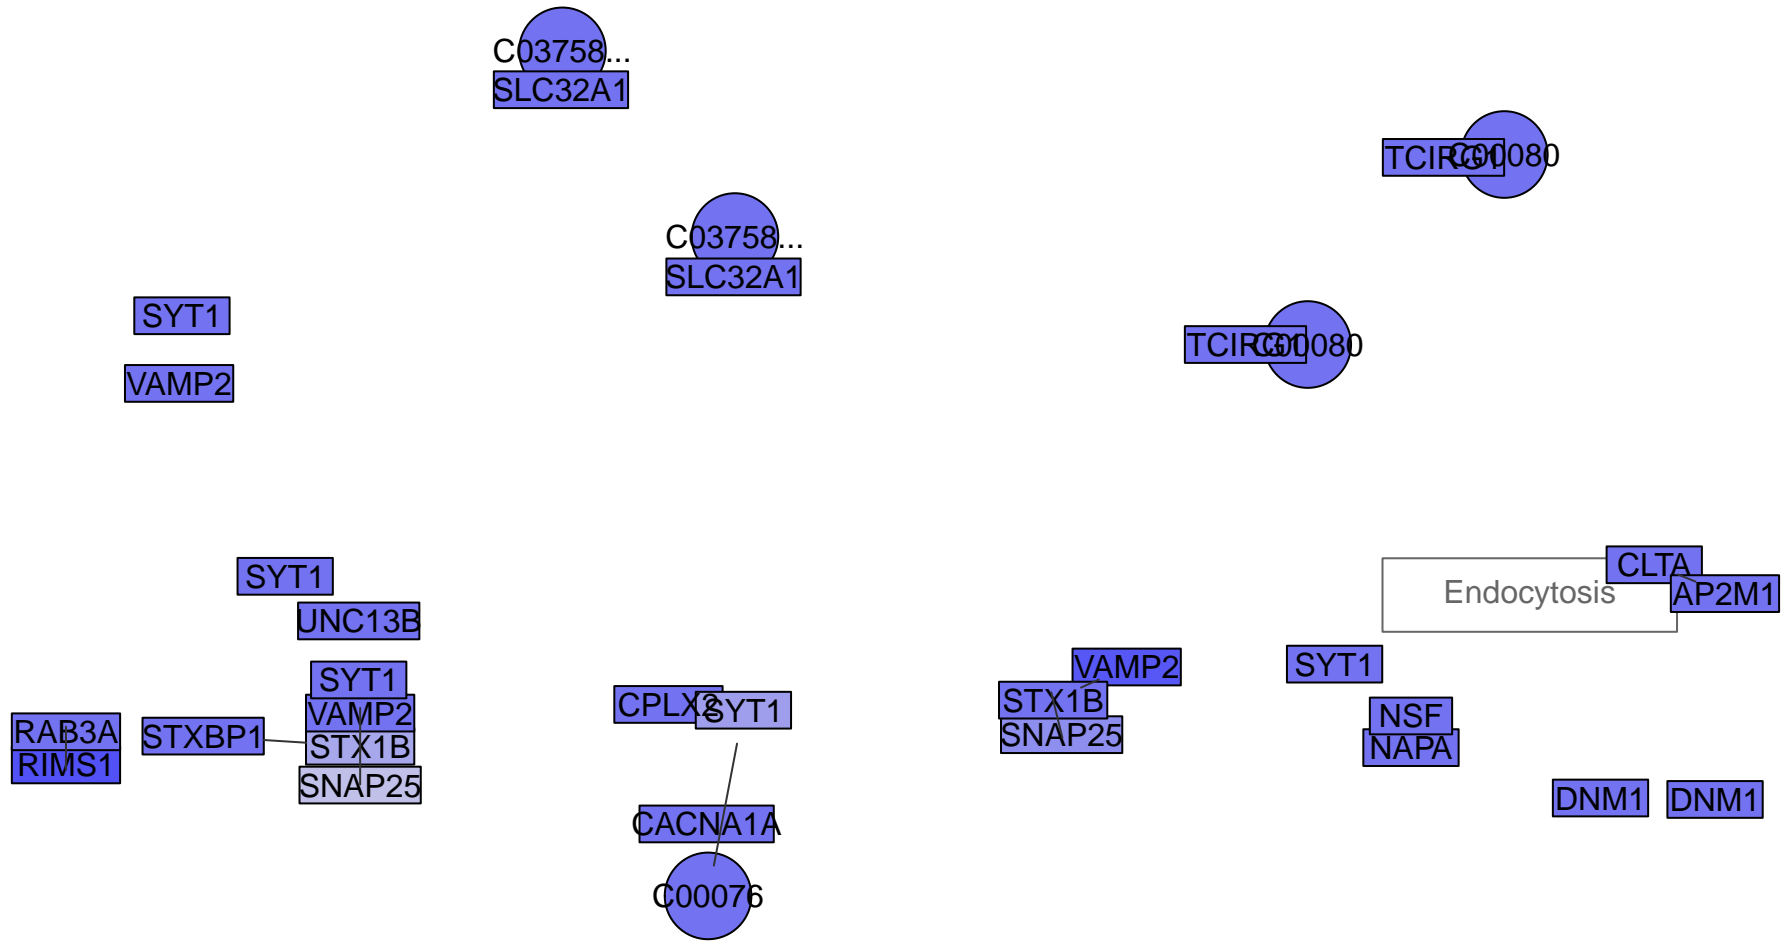 C03758...
SLC32A1
TCIRG1
C00080
C03758...
SLC32A1
SYT1
TCIRG1
C00080
VAMP2
SYT1
UNC13B
CLTA
Endocytosis
AP2M1
SYT1
VAMP2
STX1B
SNAP25
RAB3A
RIMS1
STXBP1
CPLX2
SYT1
VAMP2
STX1B
SNAP25
SYT1
NSF
NAPA
DNM1
DNM1
CACNA1A
C00076